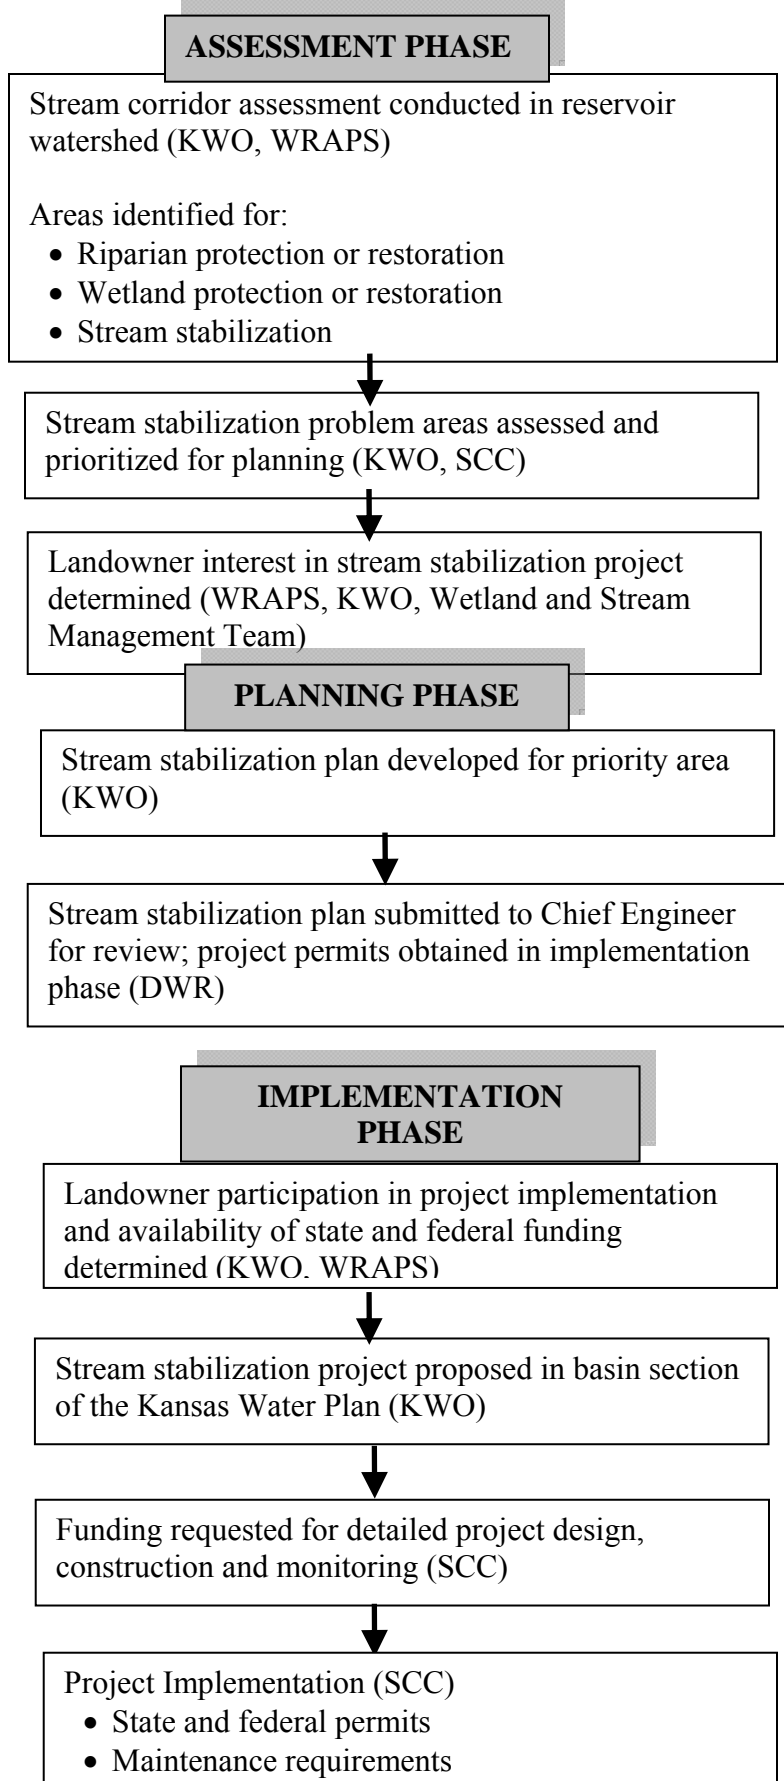 ASSESSMENT PHASE
Stream corridor assessment conducted in reservoir
watershed (KWO, WRAPS)
Areas identified for:
• Riparian protection or restoration
• Wetland protection or restoration
• Stream stabilization
Stream stabilization problem areas assessed and
prioritized for planning (KWO, SCC)
Landowner interest in stream stabilization project
determined (WRAPS, KWO, Wetland and Stream
Management Team)
PLANNING PHASE
Stream stabilization plan developed for priority area
(KWO)
Stream stabilization plan submitted to Chief Engineer
for review; project permits obtained in implementation
phase (DWR)
IMPLEMENTATION
PHASE
Landowner participation in project implementation
and availability of state and federal funding
determined (KWO, WRAPS)
Stream stabilization project proposed in basin section
of the Kansas Water Plan (KWO)
Funding requested for detailed project design,
construction and monitoring (SCC)
Project Implementation (SCC)
• State and federal permits
• Maintenance requirements